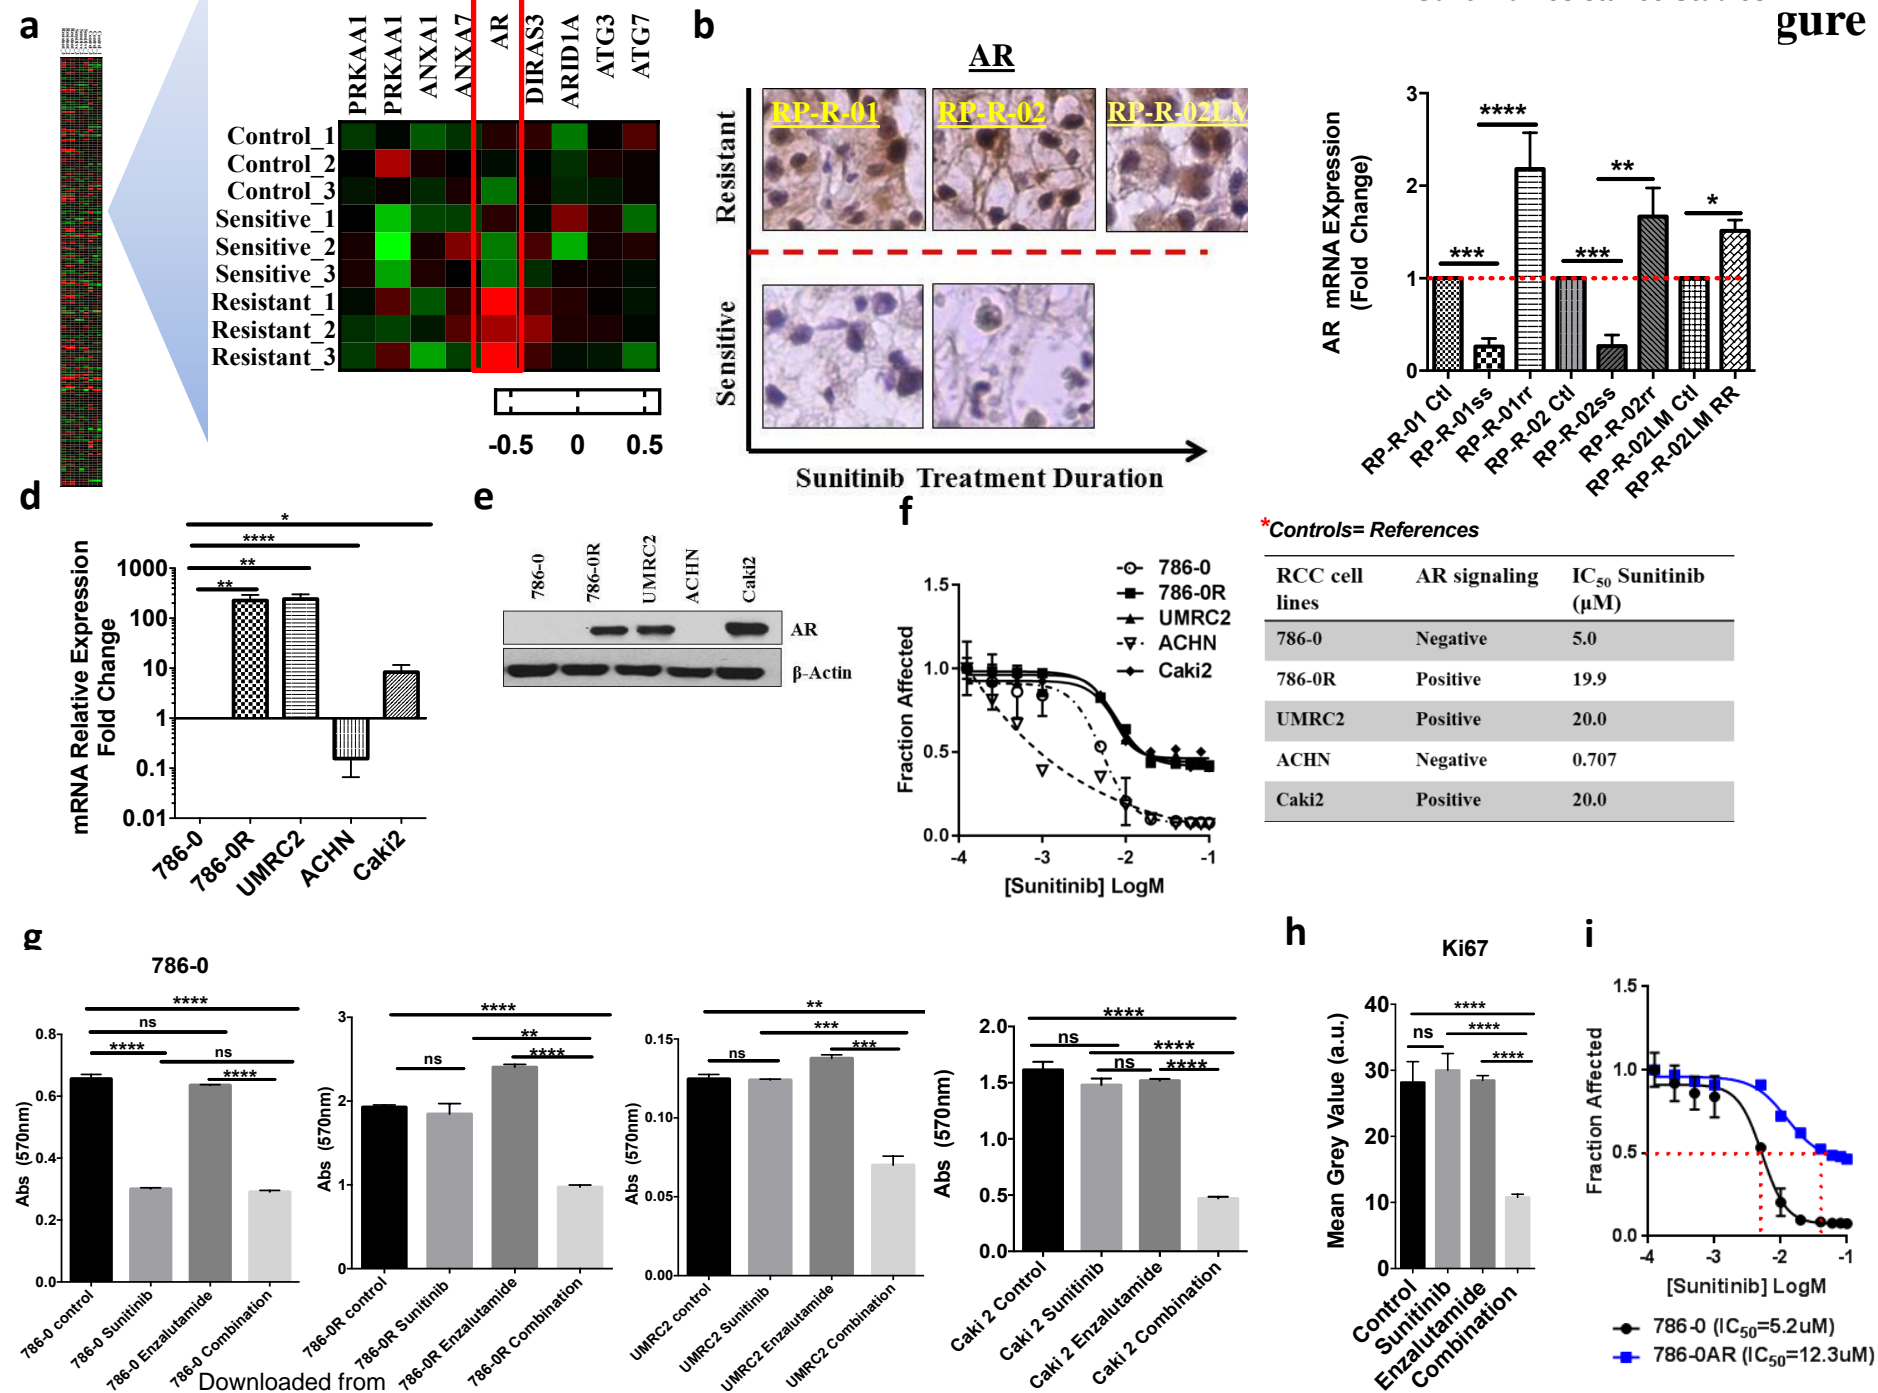 gure
a
PRKAA1
PRKAA1
ANXA1
ANXA7
AR
DIRAS3
ARID1A
ATG3
ATG7
Control_1
Control_2
Control_3
Sensitive_1
Sensitive_2
Sensitive_3
Resistant_1
Resistant_2
Resistant_3
-0.5 0 0.5
b
AR
Resistant
Sensitive
RP-R-01
RP-R-02
RP-R-02LM
Sunitinib Treatment Duration
AR mRNA EXpression
(Fold Change)
3
2
1
0
****
***
**
***
*
RP-R-01 Ctl
RP-R-01ss
RP-R-01rr
RP-R-02 Ctl
RP-R-02ss
RP-R-02rr
RP-R-02LM Ctl
RP-R-02LM RR
*Controls= References
d
mRNA Relative Expression
Fold Change
*
****
**
**
1000
100
10
1
0.1
0.01
786-0
786-0R
UMRC2
ACHN
Caki2
e
786-0
786-0R
UMRC2
ACHN
Caki2
AR
β-Actin
f
Fraction Affected
1.5
1.0
0.5
0.0
-4 -3 -2 -1
[Sunitinib] LogM
786-0
786-0R
UMRC2
ACHN
Caki2
RCC cell lines AR signaling IC50 Sunitinib (µM)
786-0 Negative 5.0
786-0R Positive 19.9
UMRC2 Positive 20.0
ACHN Negative 0.707
Caki2 Positive 20.0
g
786-0
Abs (570nm)
****
ns
**** ns
****
0.8
0.6
0.4
0.2
0.0
786-0 control
786-0 Sunitinib
786-0 Enzalutamide
786-0 Combination
Abs (570nm)
****
**
ns ****
3
2
1
0
786-0R control
786-0R Sunitinib
786-0R Enzalutamide
786-0R Combination
Abs (570nm)
**
***
ns ***
0.15
0.10
0.05
0.00
UMRC2 control
UMRC2 Sunitinib
UMRC2 Enzalutamide
UMRC2 Combination
Abs (570nm)
****
ns ****
ns ****
2.0
1.5
1.0
0.5
0.0
Caki 2 Control
Caki 2 Sunitinib
Caki 2 Enzalutamide
Caki 2 Combination
h
Ki67
Mean Grey Value (a.u.)
****
ns ****
****
40
30
20
10
0
Control
Sunitinib
Enzalutamide
Combination
i
Fraction Affected
1.5
1.0
0.5
0.0
-4 -3 -2 -1
[Sunitinib] LogM
786-0 (IC50=5.2uM)
786-0AR (IC50=12.3uM)
Downloaded from